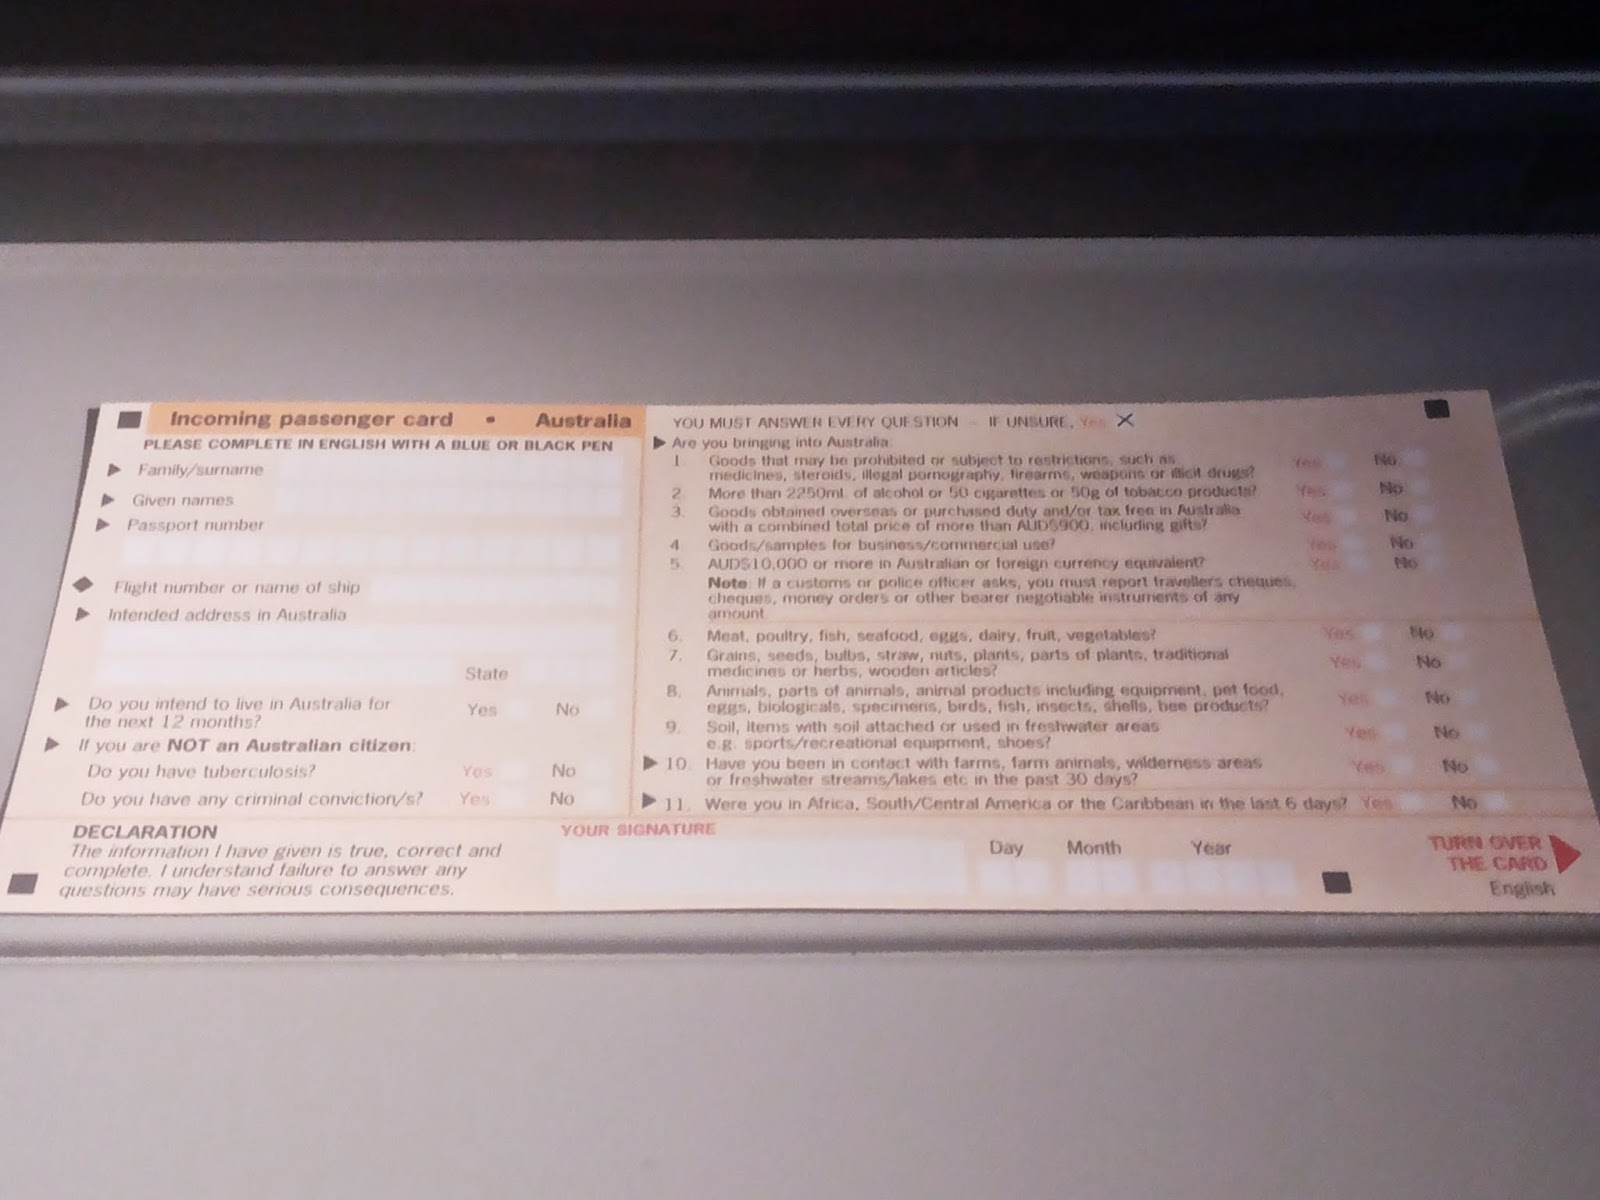 Incoming passenger card • Australia
PLEASE COMPLETE IN ENGLISH WITH A BLUE OR BLACK PEN
Family/surname
Given names
Passport number
Flight number or name of ship
Intended address in Australia
State
Do you intend to live in Australia for
the next 12 months?
Yes No
If you are NOT an Australian citizen:
Do you have tuberculosis? Yes No
Do you have any criminal conviction/s? Yes No
YOU MUST ANSWER EVERY QUESTION - IF UNSURE, Yes X
Are you bringing into Australia:
1. Goods that may be prohibited or subject to restrictions, such as
medicines, steroids, illegal pornography, firearms, weapons or illicit drugs? Yes No
2. More than 2250mL of alcohol or 50 cigarettes or 50g of tobacco products? Yes No
3. Goods obtained overseas or purchased duty and/or tax free in Australia
with a combined total price of more than AUD$900, including gifts? Yes No
4. Goods/samples for business/commercial use? Yes No
5. AUD$10,000 or more in Australian or foreign currency equivalent? Yes No
Note: If a customs or police officer asks, you must report travellers cheques,
cheques, money orders or other bearer negotiable instruments of any
amount.
6. Meat, poultry, fish, seafood, eggs, dairy, fruit, vegetables? Yes No
7. Grains, seeds, bulbs, straw, nuts, plants, parts of plants, traditional
medicines or herbs, wooden articles? Yes No
8. Animals, parts of animals, animal products including equipment, pet food,
eggs, biologicals, specimens, birds, fish, insects, shells, bee products? Yes No
9. Soil, items with soil attached or used in freshwater areas
e.g. sports/recreational equipment, shoes? Yes No
10. Have you been in contact with farms, farm animals, wilderness areas
or freshwater streams/lakes etc in the past 30 days? Yes No
11. Were you in Africa, South/Central America or the Caribbean in the last 6 days? Yes No
DECLARATION
The information I have given is true, correct and
complete. I understand failure to answer any
questions may have serious consequences.
YOUR SIGNATURE
Day Month Year
TURN OVER
THE CARD
English